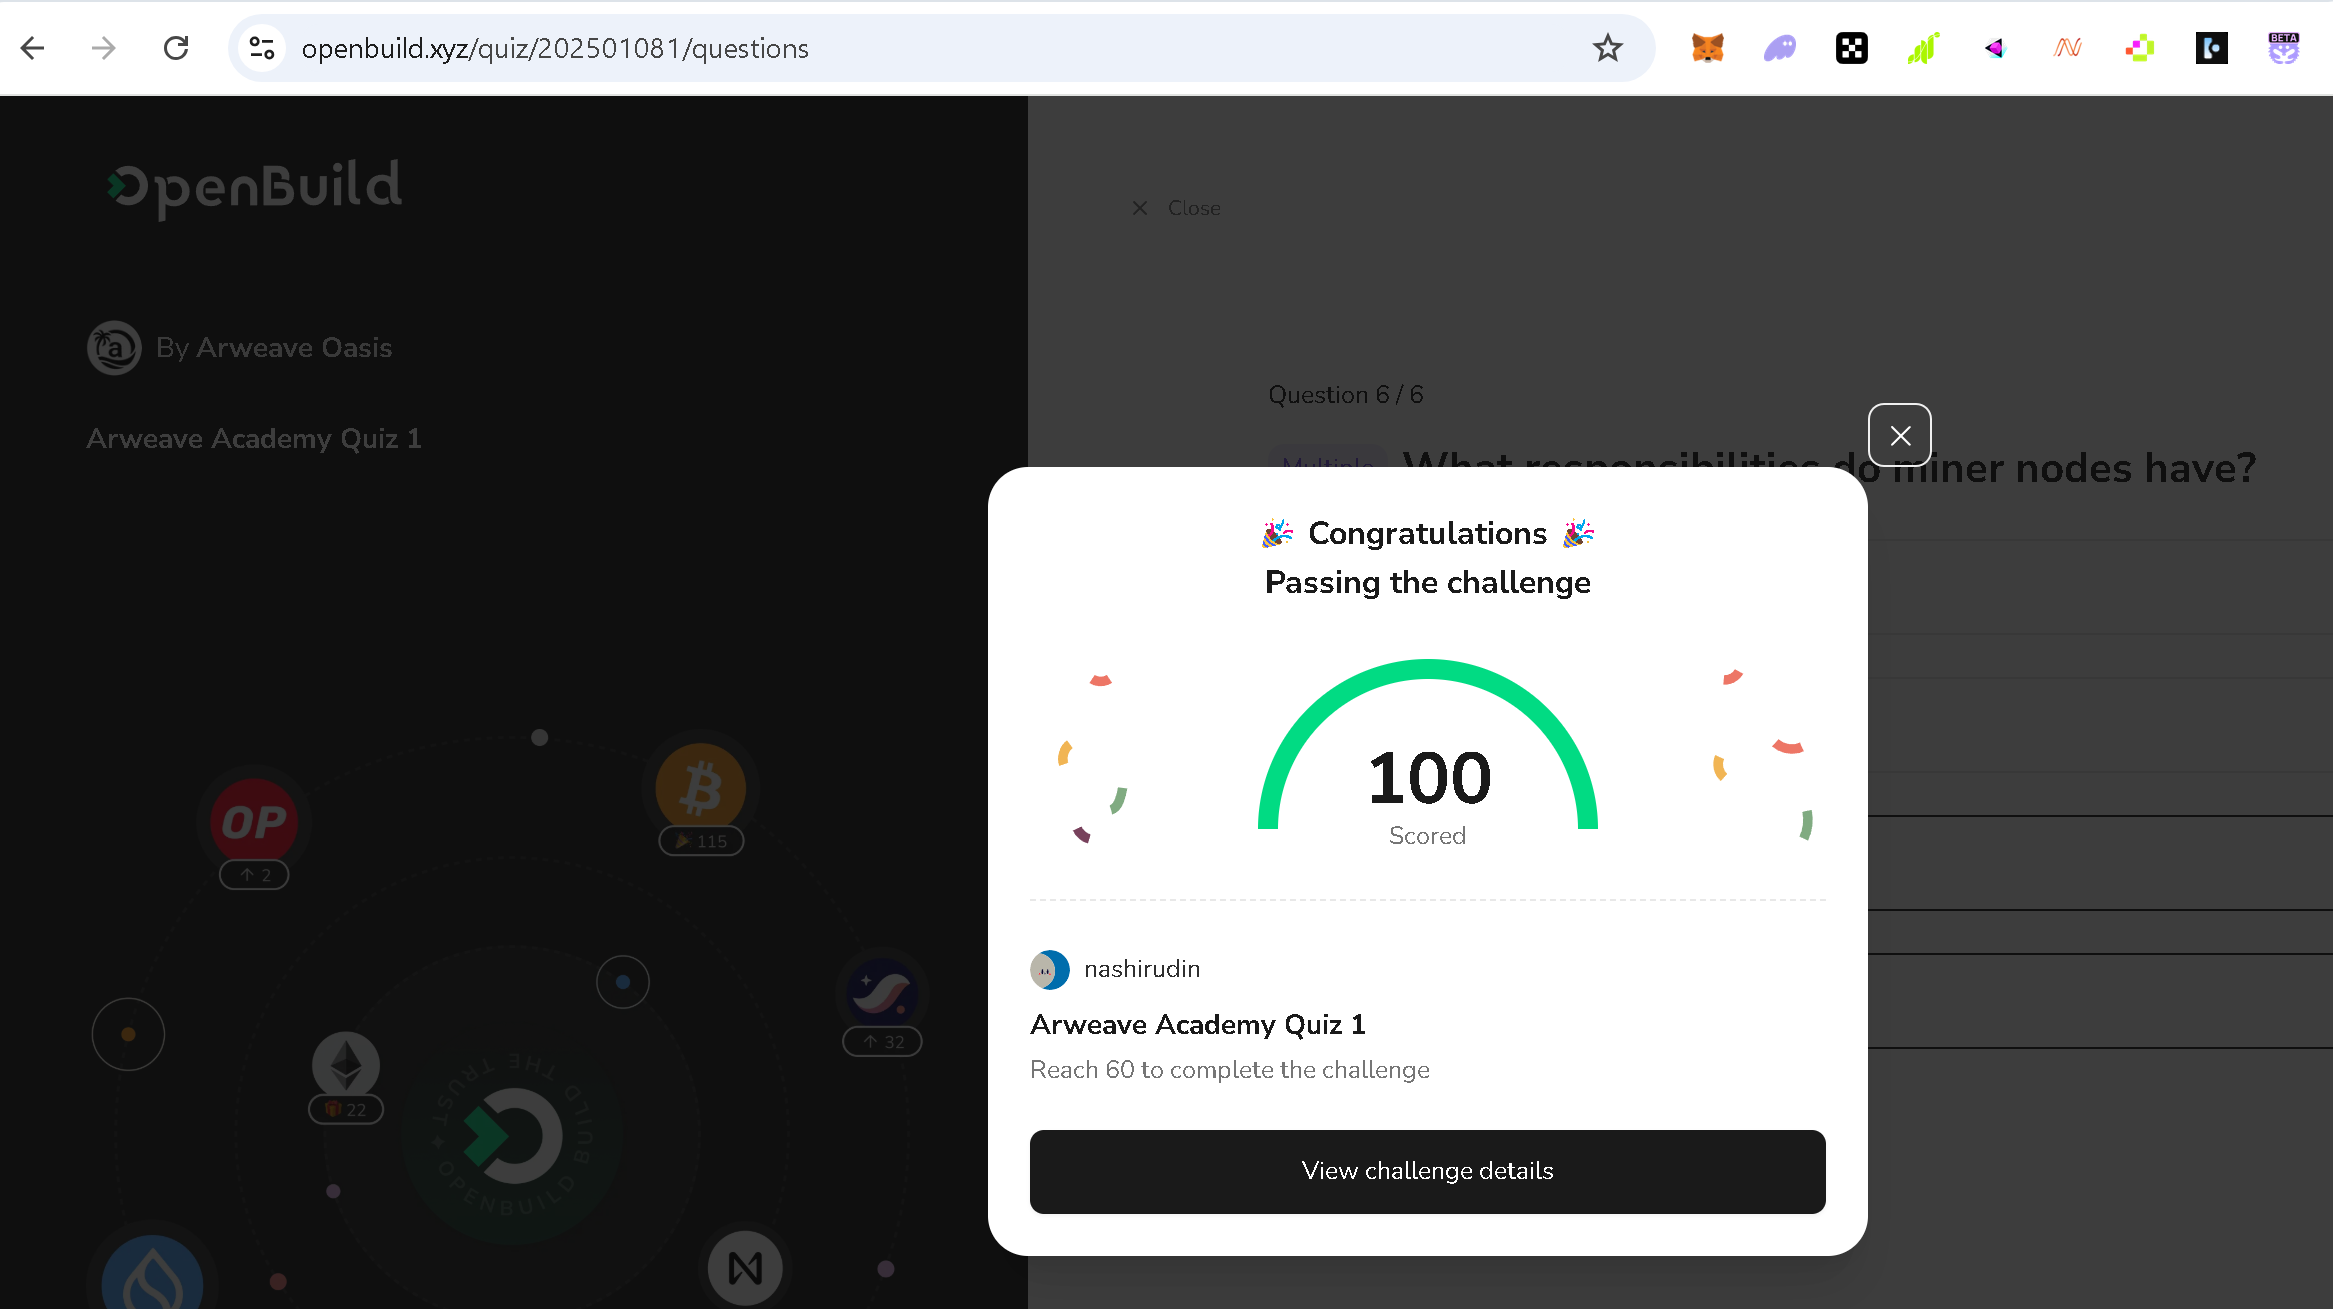 openbuild.xyz/quiz/202501081/questions
BETA
OpenBuild
Close
By Arweave Oasis
Arweave Academy Quiz 1
Question 6 / 6
Multiple What responsibilities do miner nodes have?
🎉 Congratulations 🎉
Passing the challenge
100
Scored
nashirudin
Arweave Academy Quiz 1
Reach 60 to complete the challenge
View challenge details
OP
↑ 2
🎉 115
↑ 32
🎁 22
BUILD THE TRUST ✦ OPENBUILD